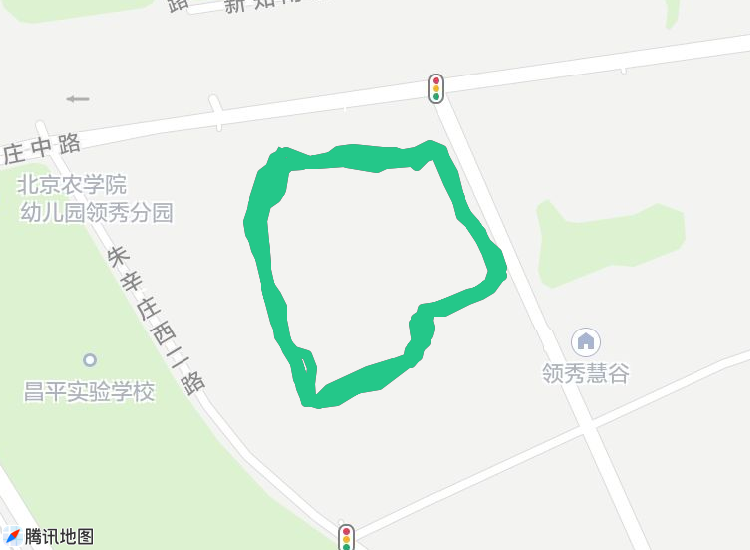 路
新知南
庄中路
北京农学院
幼儿园领秀分园
朱辛庄西二路
领秀慧谷
昌平实验学校
腾讯地图